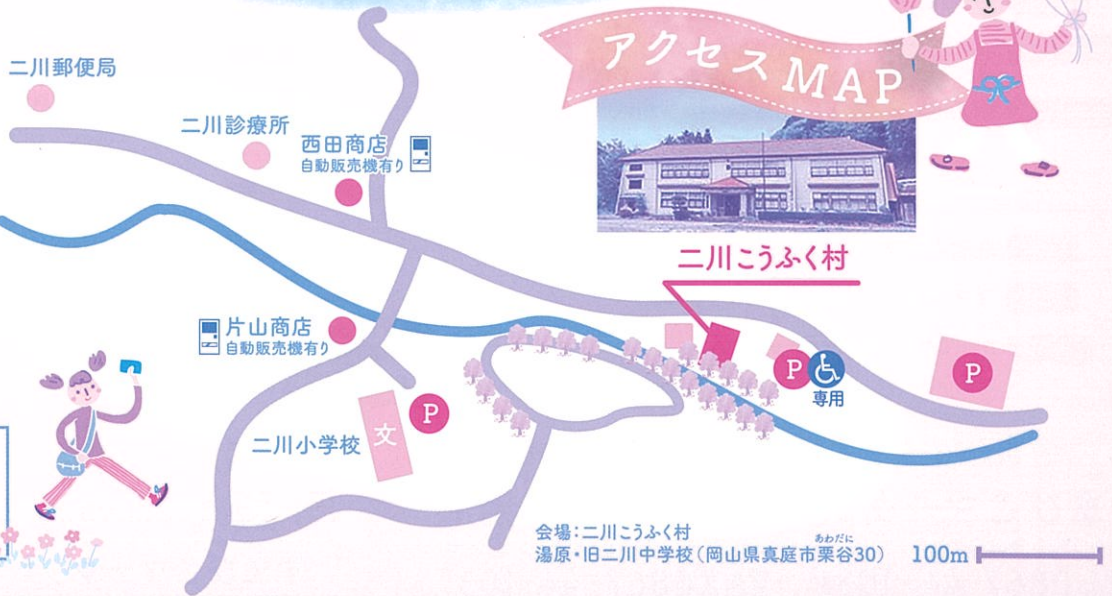 アクセスMAP
二川郵便局
二川診療所
西田商店
自動販売機有り
二川こうふく村
片山商店
自動販売機有り
P
専用
P
二川小学校
文
P
会場:二川こうふく村
あわだに
湯原・旧二川中学校(岡山県真庭市栗谷30)
100m